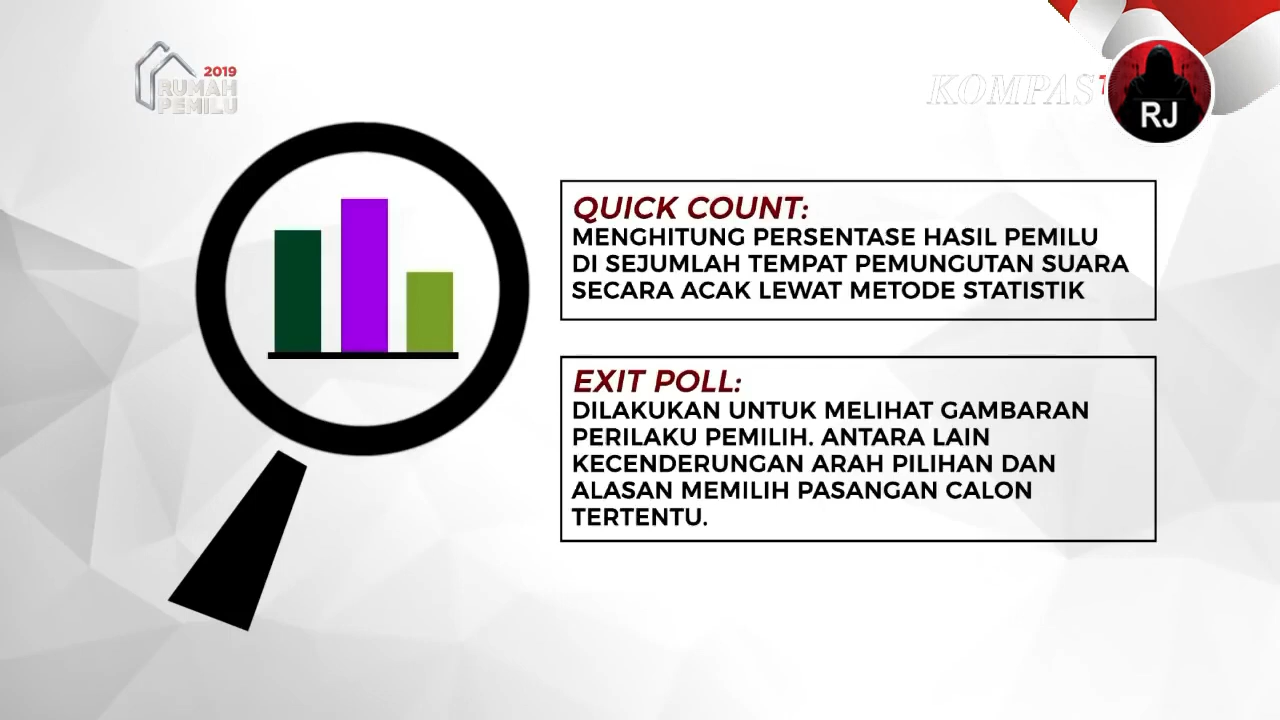 2019
RUMAH
PEMILU
KOMPAS
RJ
QUICK COUNT:
MENGHITUNG PERSENTASE HASIL PEMILU
DI SEJUMLAH TEMPAT PEMUNGUTAN SUARA
SECARA ACAK LEWAT METODE STATISTIK
EXIT POLL:
DILAKUKAN UNTUK MELIHAT GAMBARAN
PERILAKU PEMILIH. ANTARA LAIN
KECENDERUNGAN ARAH PILIHAN DAN
ALASAN MEMILIH PASANGAN CALON
TERTENTU.